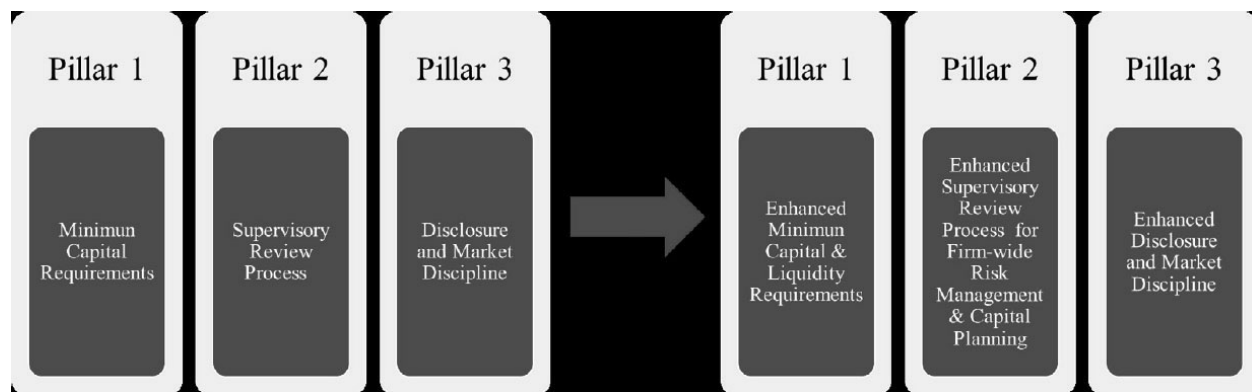 Pillar 1
Minimun
Capital
Requirements
Pillar 2
Supervisory
Review
Process
Pillar 3
Disclosure
and Market
Discipline
Pillar 1
Enhanced
Minimun
Capital &
Liquidity
Requirements
Pillar 2
Enhanced
Supervisory
Review
Process for
Firm-wide
Risk
Management
& Capital
Planning
Pillar 3
Enhanced
Disclosure
and Market
Discipline